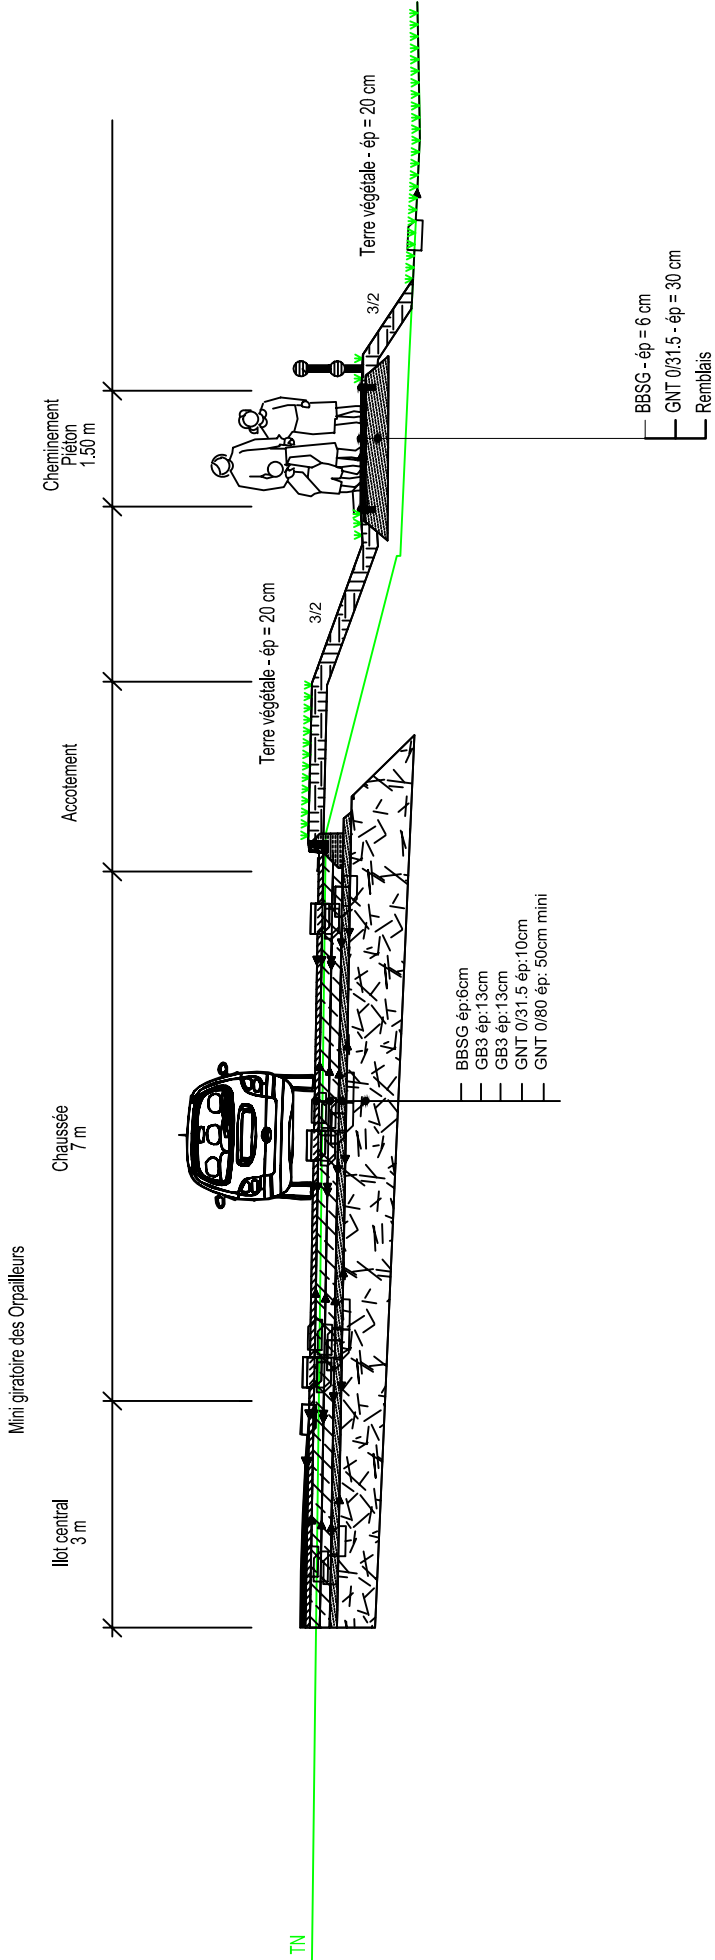 Mini giratoire des Orpailleurs
Ilot central
3 m
Chaussée
7 m
Accotement
Cheminement
Piéton
1.50 m
Terre végétale - ép = 20 cm
3/2
Terre végétale - ép = 20 cm
3/2
TN
BBSG ép:6cm
GB3 ép:13cm
GB3 ép:13cm
GNT 0/31.5 ép:10cm
GNT 0/80 ép: 50cm mini
BBSG - ép = 6 cm
GNT 0/31.5 - ép = 30 cm
Remblais